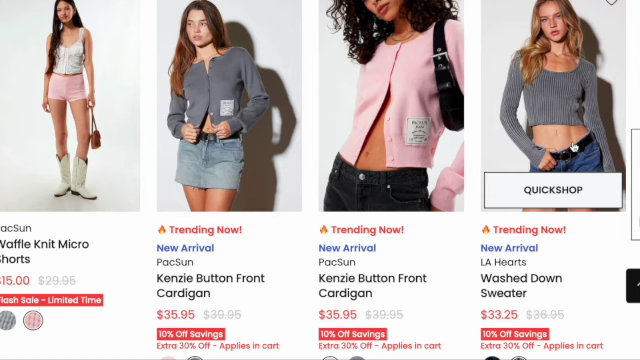 PacSun
Waffle Knit Micro
Shorts
$15.00 $29.95
Flash Sale - Limited Time
Trending Now!
New Arrival
PacSun
Kenzie Button Front
Cardigan
$35.95 $39.95
10% Off Savings
Extra 30% Off - Applies in cart
Trending Now!
New Arrival
PacSun
Kenzie Button Front
Cardigan
$35.95 $39.95
10% Off Savings
Extra 30% Off - Applies in cart
QUICKSHOP
Trending Now!
New Arrival
LA Hearts
Washed Down
Sweater
$33.25 $36.95
10% Off Savings
Extra 30% Off - Applies in cart